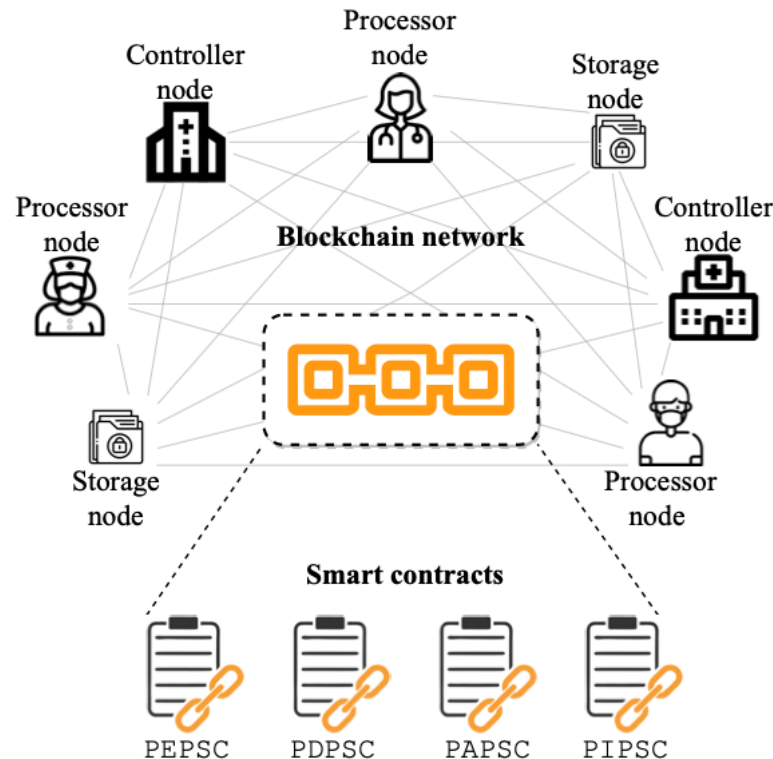 Processor
node
Controller
node
Storage
node
Processor
node
Controller
node
Blockchain network
Storage
node
Processor
node
Smart contracts
PEPSC PDPSC PAPSC PIPSC